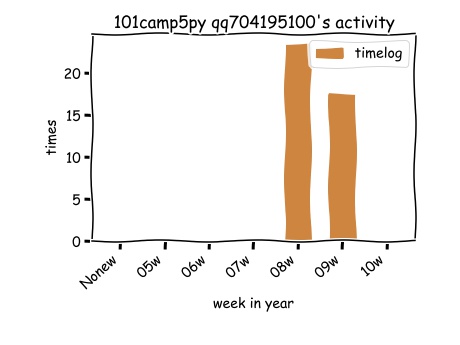 101camp5py qq704195100's activity
timelog
times
20
15
10
5
0
Nonew 05w 06w 07w 08w 09w 10w
week in year